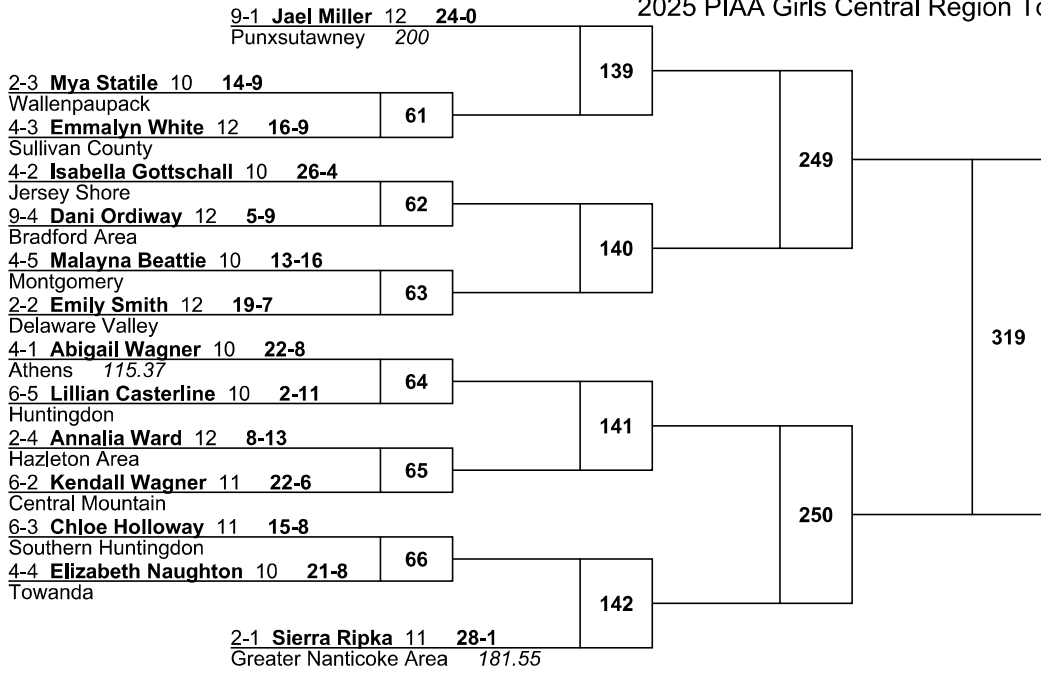 2025 PIAA Girls Central Region To
9-1 Jael Miller 12 24-0
Punxsutawney 200
139
2-3 Mya Statile 10 14-9
Wallenpaupack
61
4-3 Emmalyn White 12 16-9
Sullivan County
249
4-2 Isabella Gottschall 10 26-4
Jersey Shore
62
9-4 Dani Ordiway 12 5-9
Bradford Area
140
4-5 Malayna Beattie 10 13-16
Montgomery
63
2-2 Emily Smith 12 19-7
Delaware Valley
319
4-1 Abigail Wagner 10 22-8
Athens 115.37
64
6-5 Lillian Casterline 10 2-11
Huntingdon
141
2-4 Annalia Ward 12 8-13
Hazleton Area
65
6-2 Kendall Wagner 11 22-6
Central Mountain
250
6-3 Chloe Holloway 11 15-8
Southern Huntingdon
66
4-4 Elizabeth Naughton 10 21-8
Towanda
142
2-1 Sierra Ripka 11 28-1
Greater Nanticoke Area 181.55